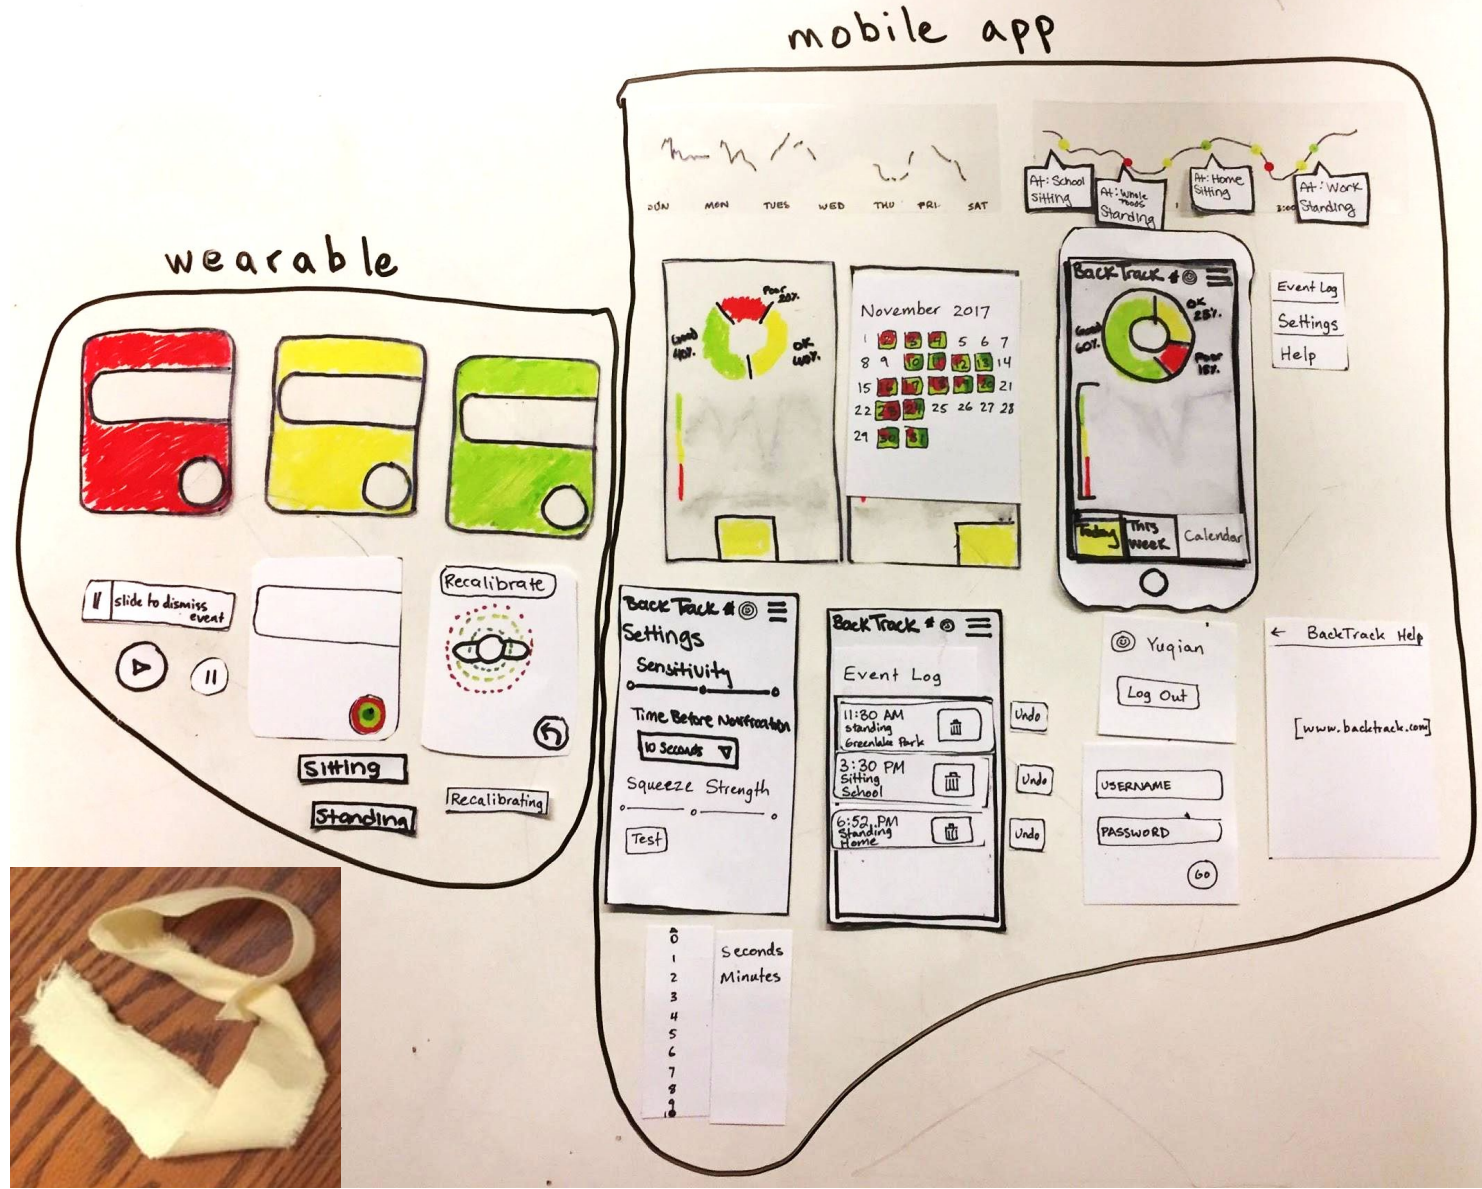 mobile app
wearable
SUN MON TUES WED THU FRI SAT
At: School
Sitting
At: Whole
Foods
Standing
At: Home
Sitting
At: Work
Standing
3:00
Poor
20%
Good
40%
OK
40%
November 2017
1 2 3 4 5 6 7
8 9 10 11 12 13 14
15 16 17 18 19 20 21
22 23 24 25 26 27 28
29 30 31
BackTrack
OK
25%
Good
60%
Poor
15%
Today
This
Week
Calendar
Event Log
Settings
Help
slide to dismiss
event
Recalibrate
Sitting
Standing
Recalibrating
BackTrack
Settings
Sensitivity
Time Before Notification
10 Seconds
Squeeze Strength
Test
BackTrack
Event Log
11:30 AM
Standing
Greenlake Park
Undo
3:30 PM
Sitting
School
Undo
6:52 PM
Standing
Home
Undo
Yuqian
Log Out
USERNAME
PASSWORD
GO
← BackTrack Help
[www.backtrack.com]
0
1
2
3
4
5
6
7
8
9
10
Seconds
Minutes